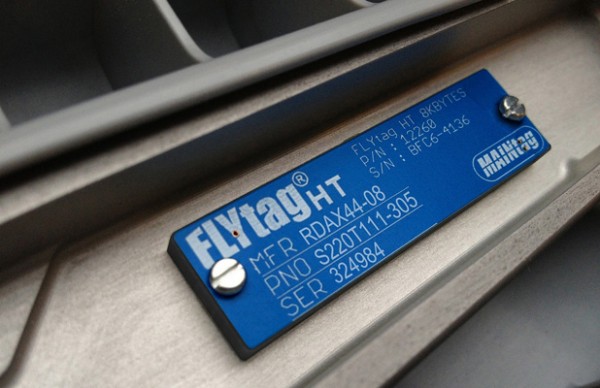 FLYtag® HT
MFR RDAX44-08
PNO S220T111-305
SER 324984
FLYtag HT 8KBYTES
P/N : 12260
S/N : BFC6-4136
MAINtag